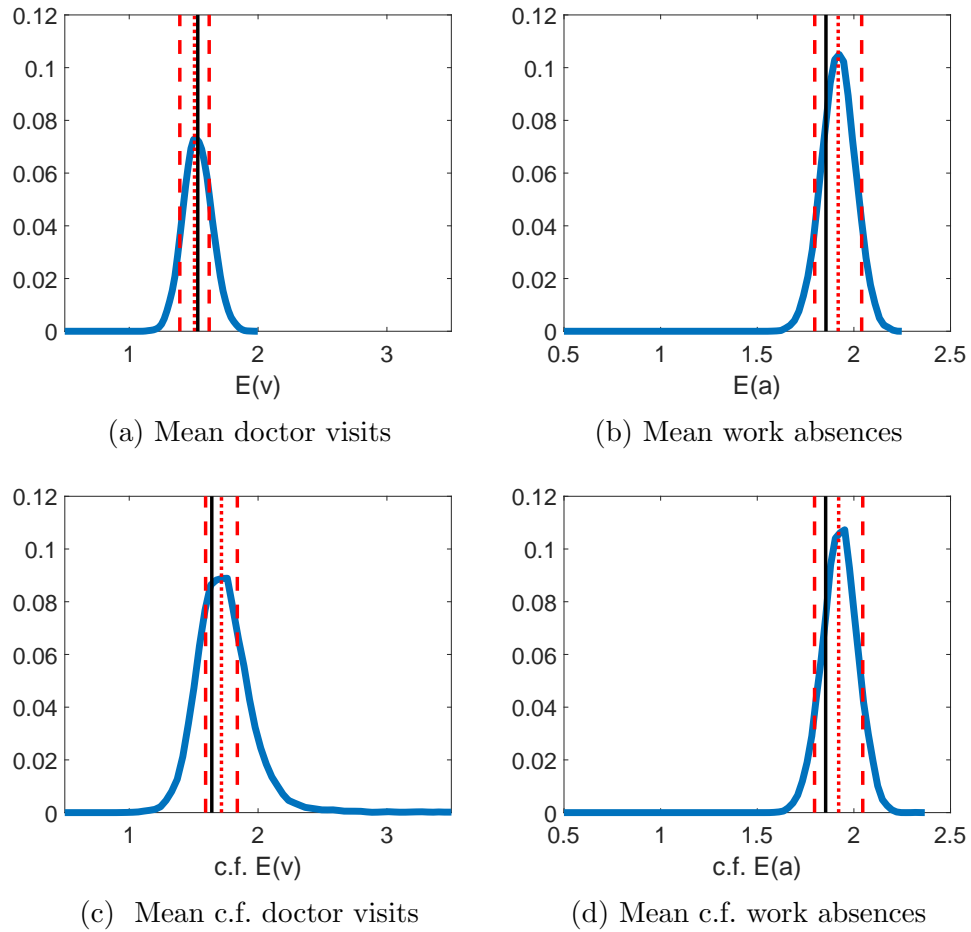 0.12
0.1
0.08
0.06
0.04
0.02
0
1 2 3
E(v)
(a) Mean doctor visits
0.12
0.1
0.08
0.06
0.04
0.02
0
0.5 1 1.5 2 2.5
E(a)
(b) Mean work absences
0.12
0.1
0.08
0.06
0.04
0.02
0
1 2 3
c.f. E(v)
(c) Mean c.f. doctor visits
0.12
0.1
0.08
0.06
0.04
0.02
0
0.5 1 1.5 2 2.5
c.f. E(a)
(d) Mean c.f. work absences